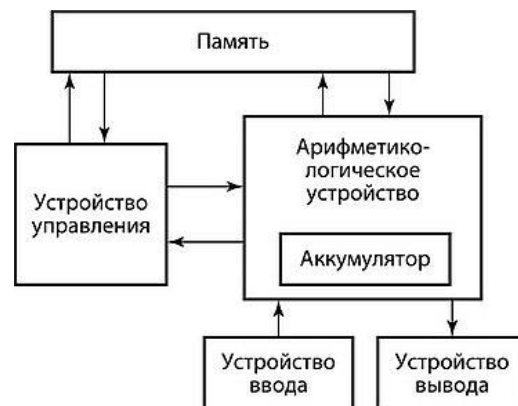 Память
Арифметико-
логическое
устройство
Устройство
управления
Аккумулятор
Устройство
ввода
Устройство
вывода